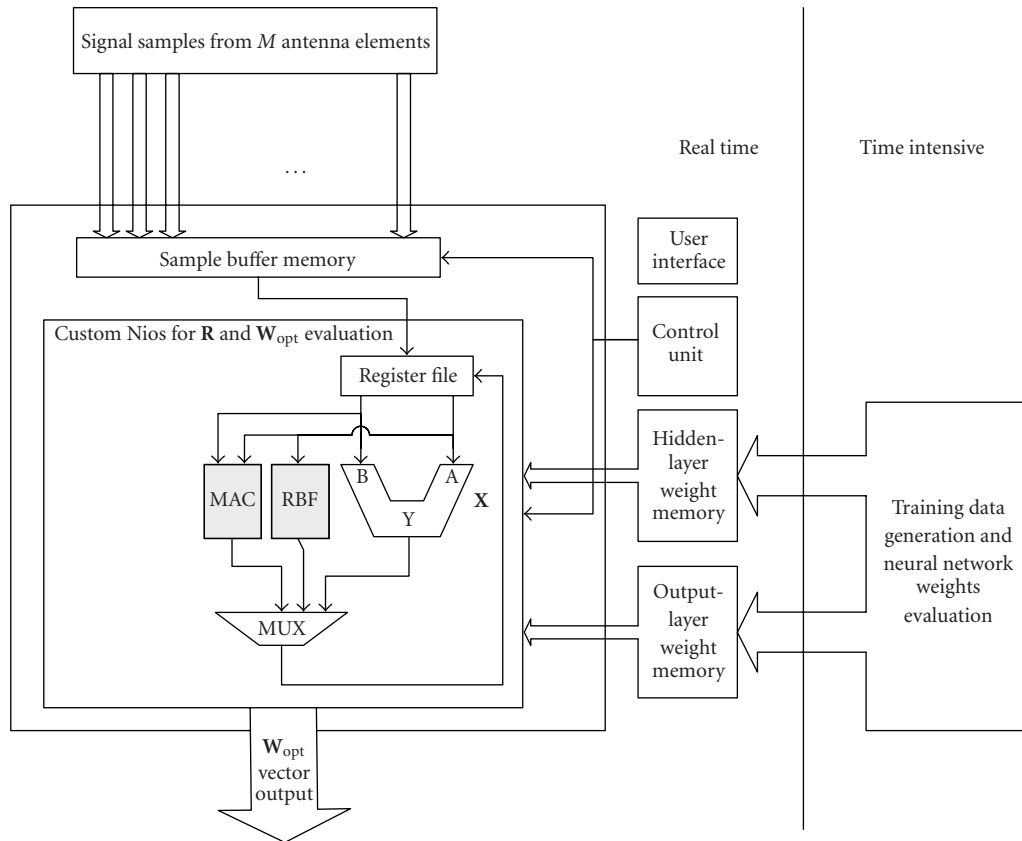 Signal samples from M antenna elements
Real time
Time intensive
...
Sample buffer memory
User
interface
Custom Nios for R and Wopt evaluation
Control
unit
Register file
Hidden-
layer
weight
memory
MAC
RBF
B
A
Y
X
Training data
generation and
neural network
weights
evaluation
Output-
layer
weight
memory
MUX
Wopt
vector
output